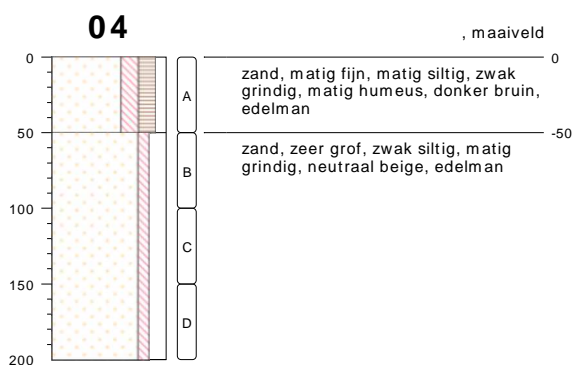 04
, maaiveld
0
0
zand, matig fijn, matig siltig, zwak
grindig, matig humeus, donker bruin,
edelman
A
50
-50
zand, zeer grof, zwak siltig, matig
grindig, neutraal beige, edelman
B
100
C
150
D
200